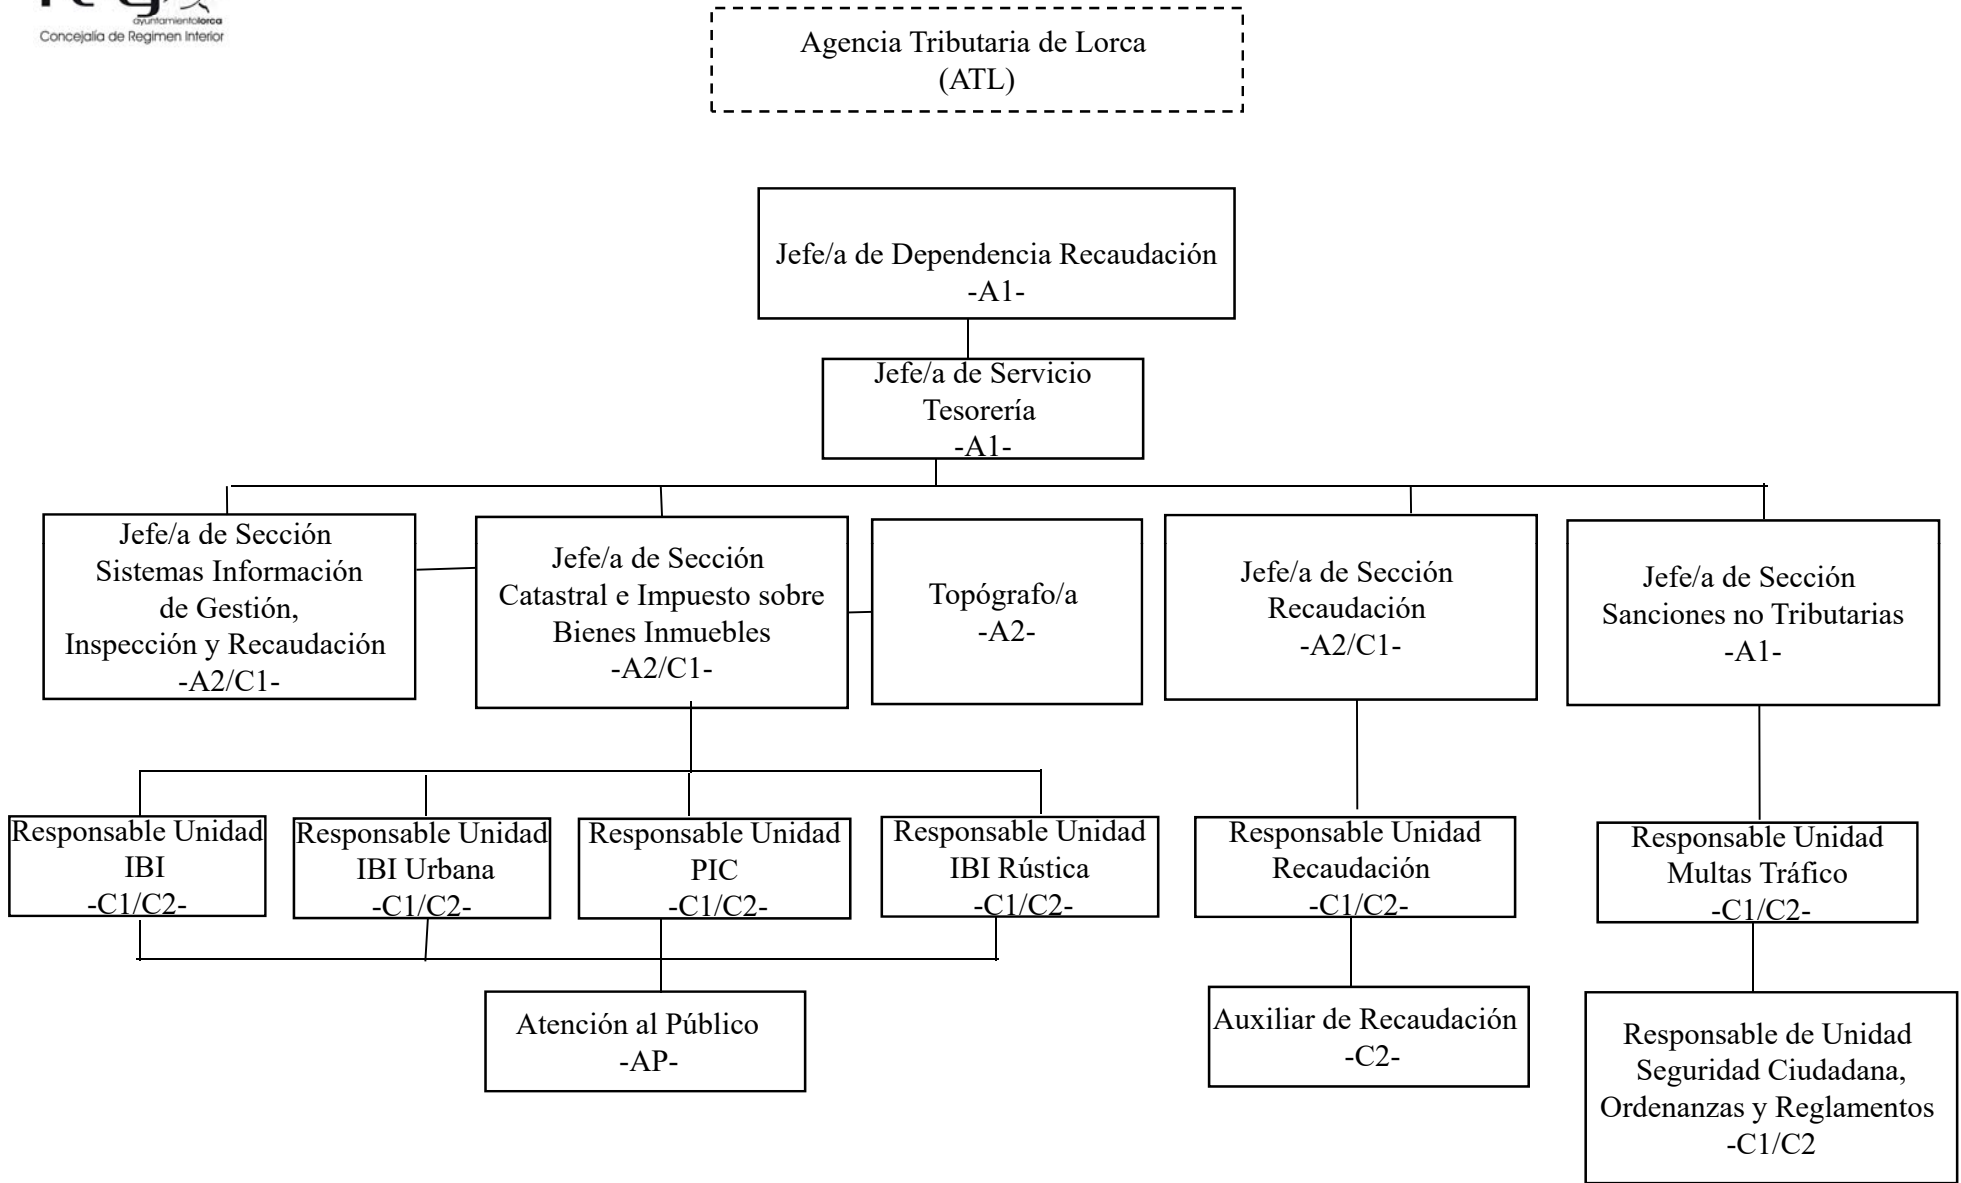 ayuntamientolorca
Concejalía de Regimen Interior
Agencia Tributaria de Lorca
(ATL)
Jefe/a de Dependencia Recaudación
-A1-
Jefe/a de Servicio
Tesorería
-A1-
Jefe/a de Sección
Sistemas Información
de Gestión,
Inspección y Recaudación
-A2/C1-
Jefe/a de Sección
Catastral e Impuesto sobre
Bienes Inmuebles
-A2/C1-
Topógrafo/a
-A2-
Jefe/a de Sección
Recaudación
-A2/C1-
Jefe/a de Sección
Sanciones no Tributarias
-A1-
Responsable Unidad
IBI
-C1/C2-
Responsable Unidad
IBI Urbana
-C1/C2-
Responsable Unidad
PIC
-C1/C2-
Responsable Unidad
IBI Rústica
-C1/C2-
Responsable Unidad
Recaudación
-C1/C2-
Responsable Unidad
Multas Tráfico
-C1/C2-
Atención al Público
-AP-
Auxiliar de Recaudación
-C2-
Responsable de Unidad
Seguridad Ciudadana,
Ordenanzas y Reglamentos
-C1/C2